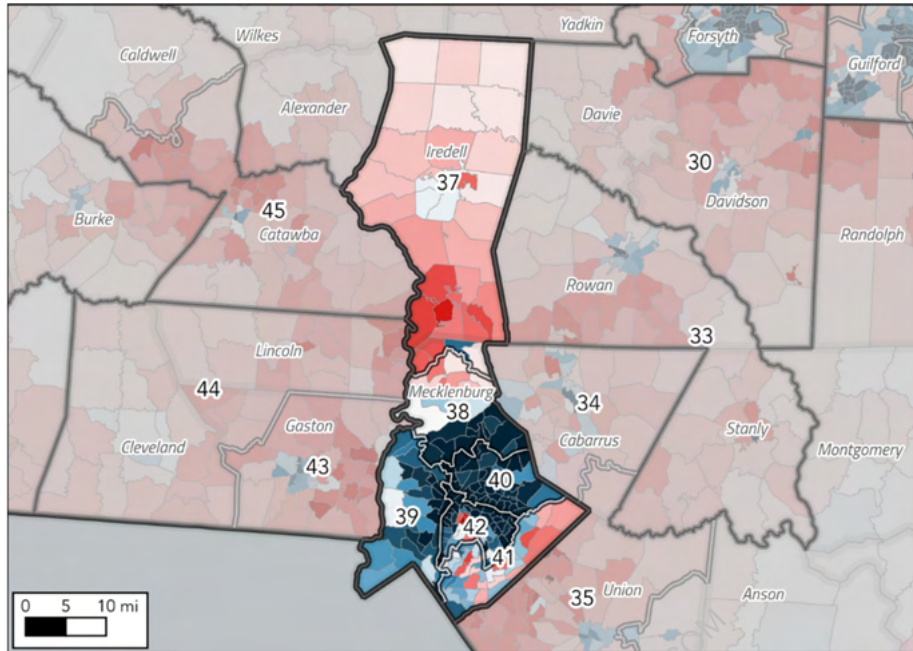 Wilkes
Yadkin
Caldwell
Forsyth
Guilford
Alexander
Davie
Iredell
37
30
Davidson
45
Burke
Catawba
Randolph
Rowan
33
Lincoln
44
Mecklenburg
38
34
Gaston
Cabarrus
Stanly
Cleveland
43
Montgomery
40
39
42
41
35
Union
Anson
0 5 10 mi